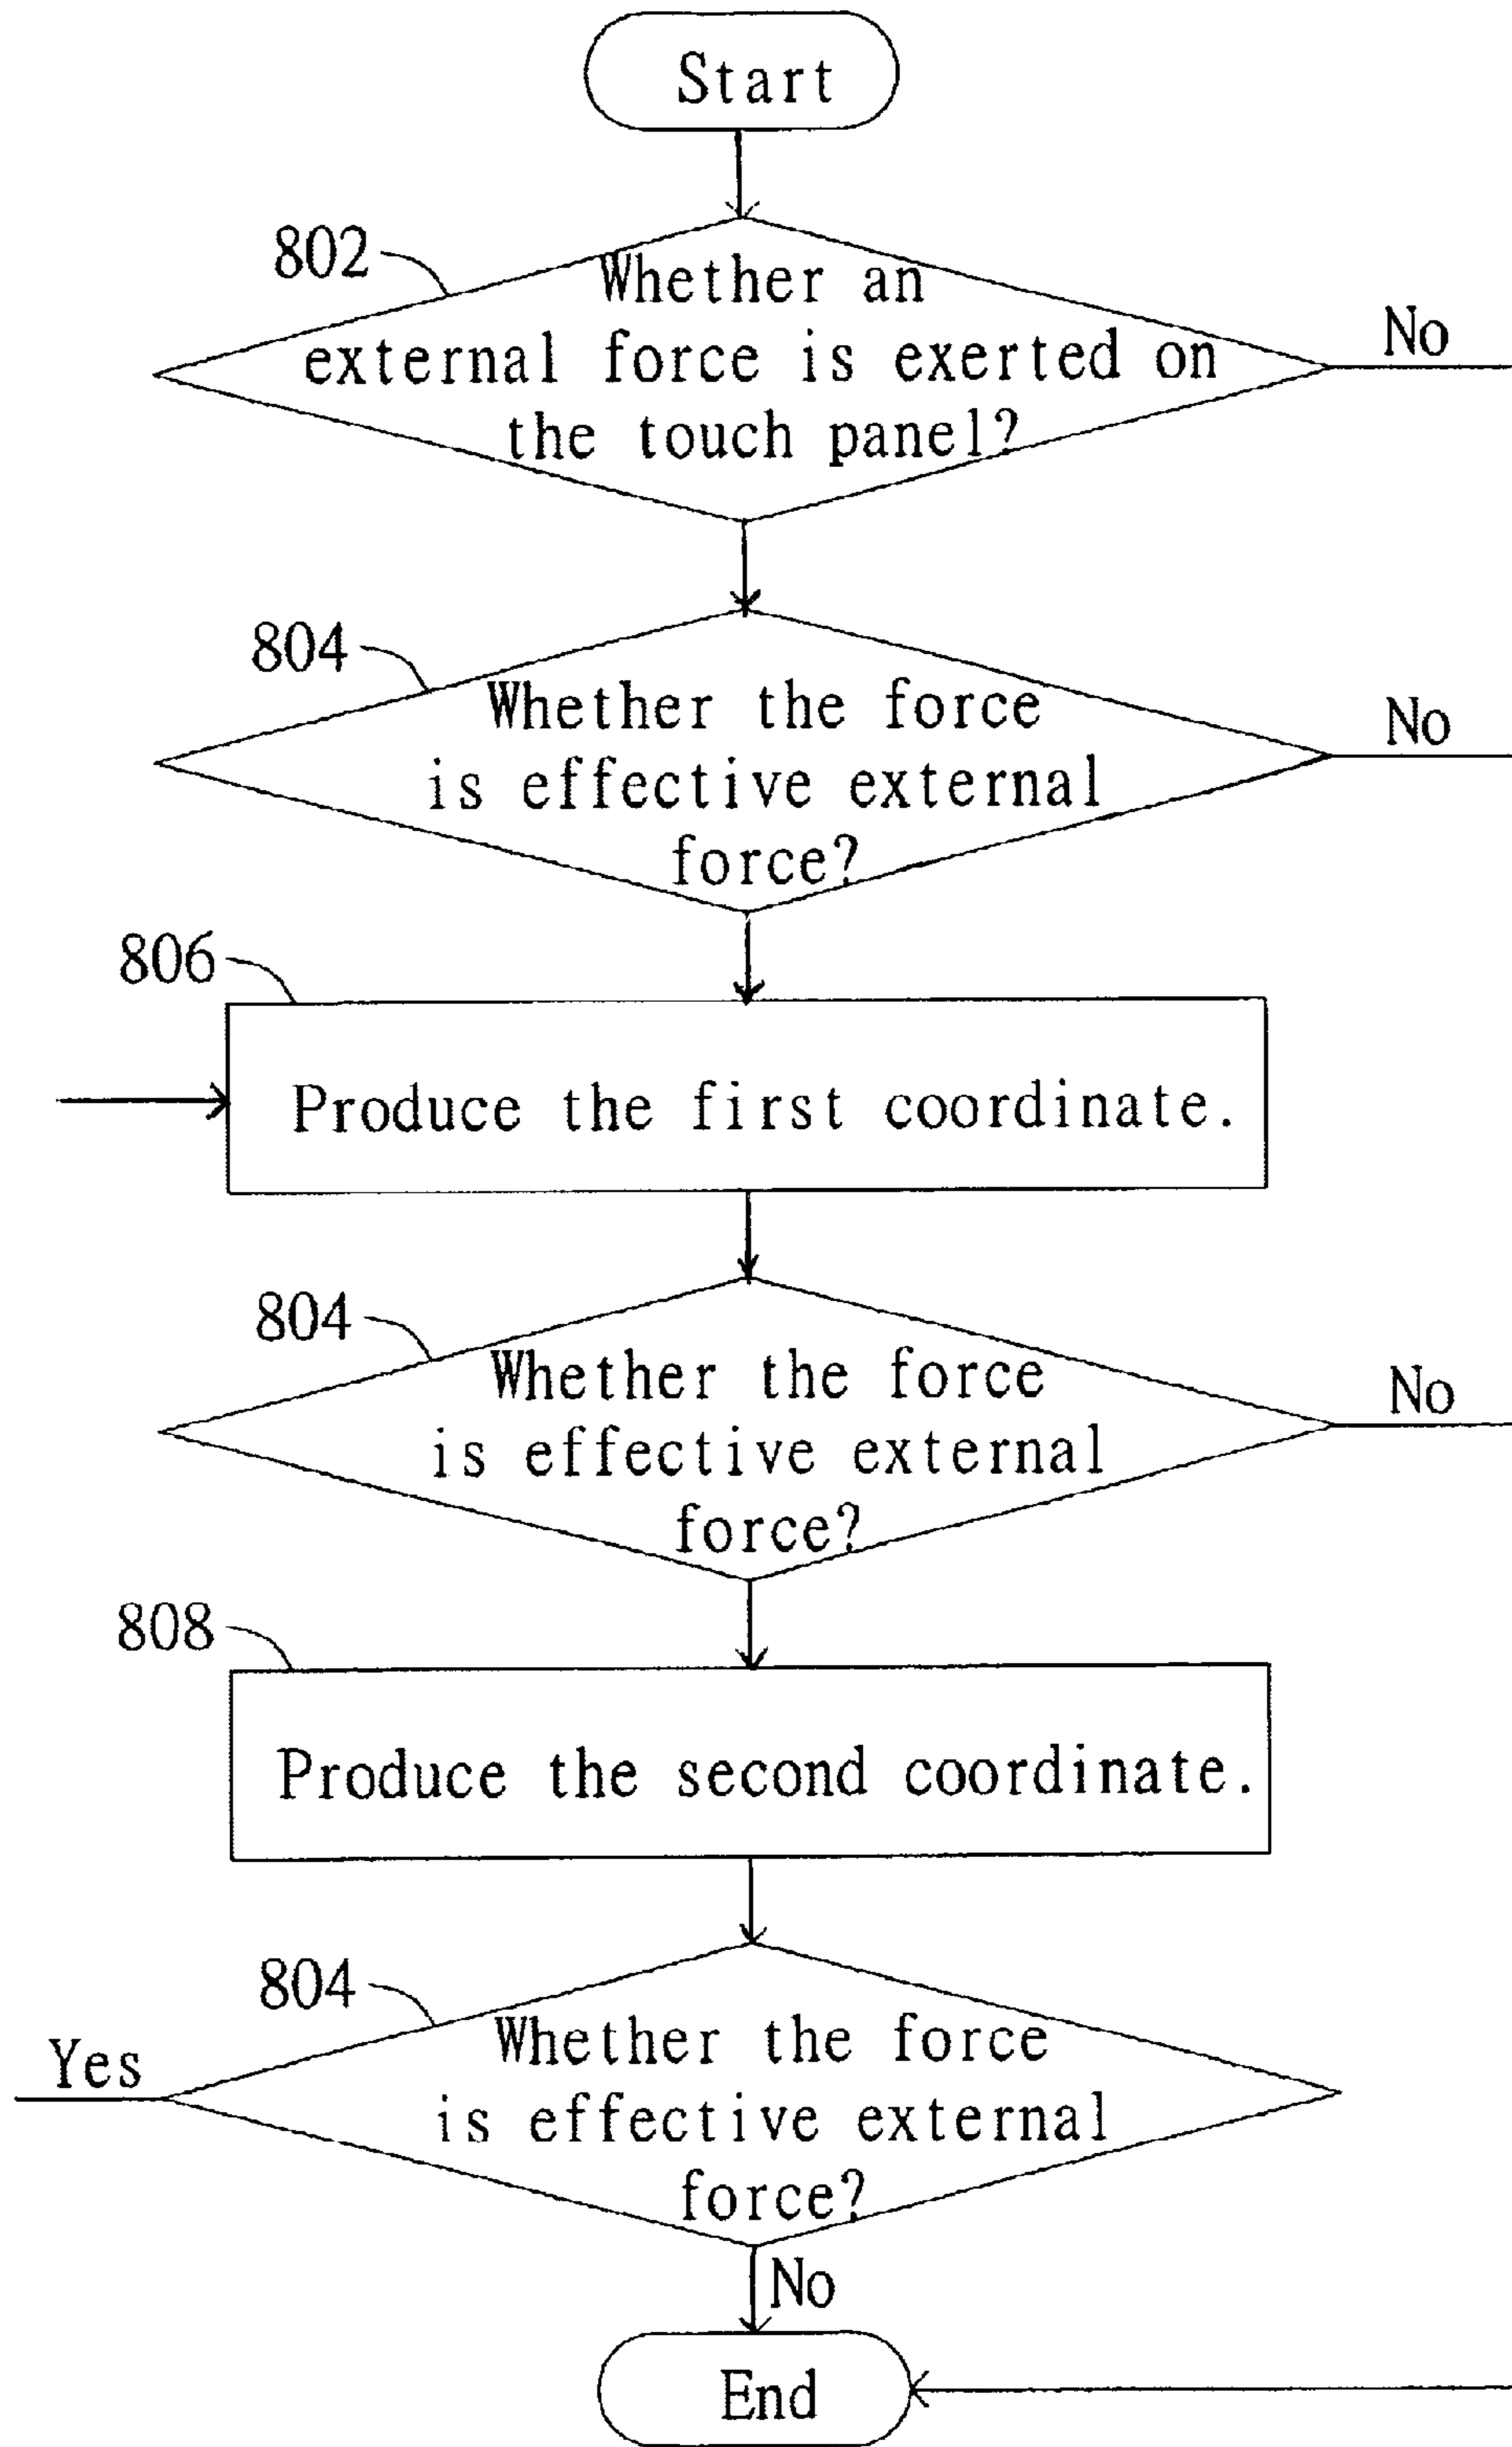 Start
802
Whether an
external force is exerted on
the touch panel?
No
804
Whether the force
is effective external
force?
No
806
Produce the first coordinate.
804
Whether the force
is effective external
force?
No
808
Produce the second coordinate.
804
Whether the force
is effective external
force?
Yes
No
End